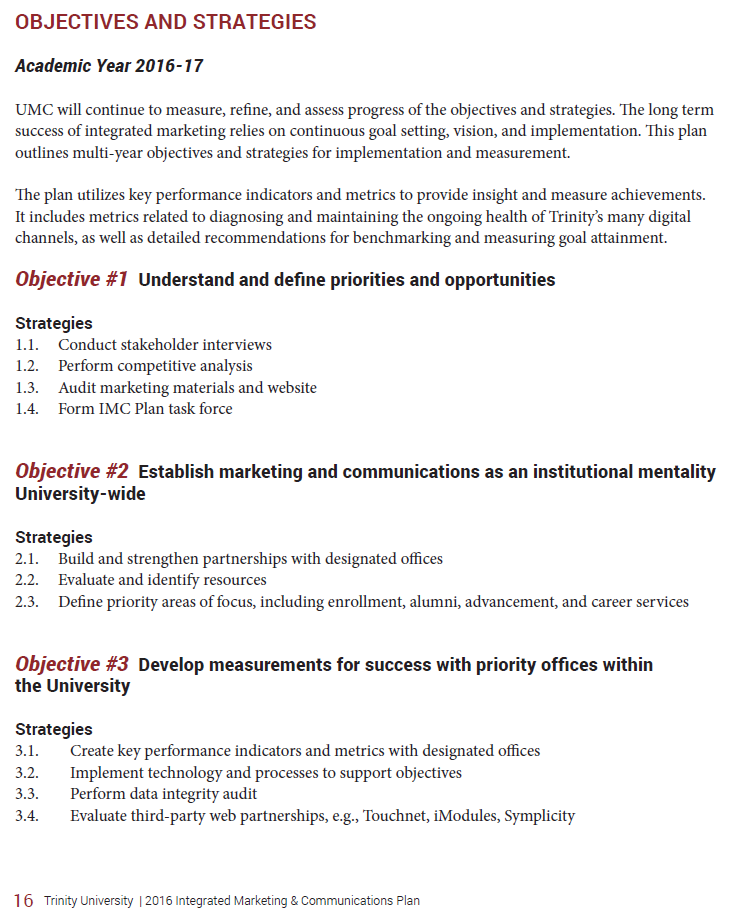 OBJECTIVES AND STRATEGIES
Academic Year 2016-17
UMC will continue to measure, refine, and assess progress of the objectives and strategies. The long term
success of integrated marketing relies on continuous goal setting, vision, and implementation. This plan
outlines multi-year objectives and strategies for implementation and measurement.
The plan utilizes key performance indicators and metrics to provide insight and measure achievements.
It includes metrics related to diagnosing and maintaining the ongoing health of Trinity's many digital
channels, as well as detailed recommendations for benchmarking and measuring goal attainment.
Objective #1 Understand and define priorities and opportunities
Strategies
1.1. Conduct stakeholder interviews
1.2. Perform competitive analysis
1.3. Audit marketing materials and website
1.4. Form IMC Plan task force
Objective #2 Establish marketing and communications as an institutional mentality
University-wide
Strategies
2.1. Build and strengthen partnerships with designated offices
2.2. Evaluate and identify resources
2.3. Define priority areas of focus, including enrollment, alumni, advancement, and career services
Objective #3 Develop measurements for success with priority offices within
the University
Strategies
3.1. Create key performance indicators and metrics with designated offices
3.2. Implement technology and processes to support objectives
3.3. Perform data integrity audit
3.4. Evaluate third-party web partnerships, e.g., Touchnet, iModules, Symplicity
16 Trinity University | 2016 Integrated Marketing & Communications Plan